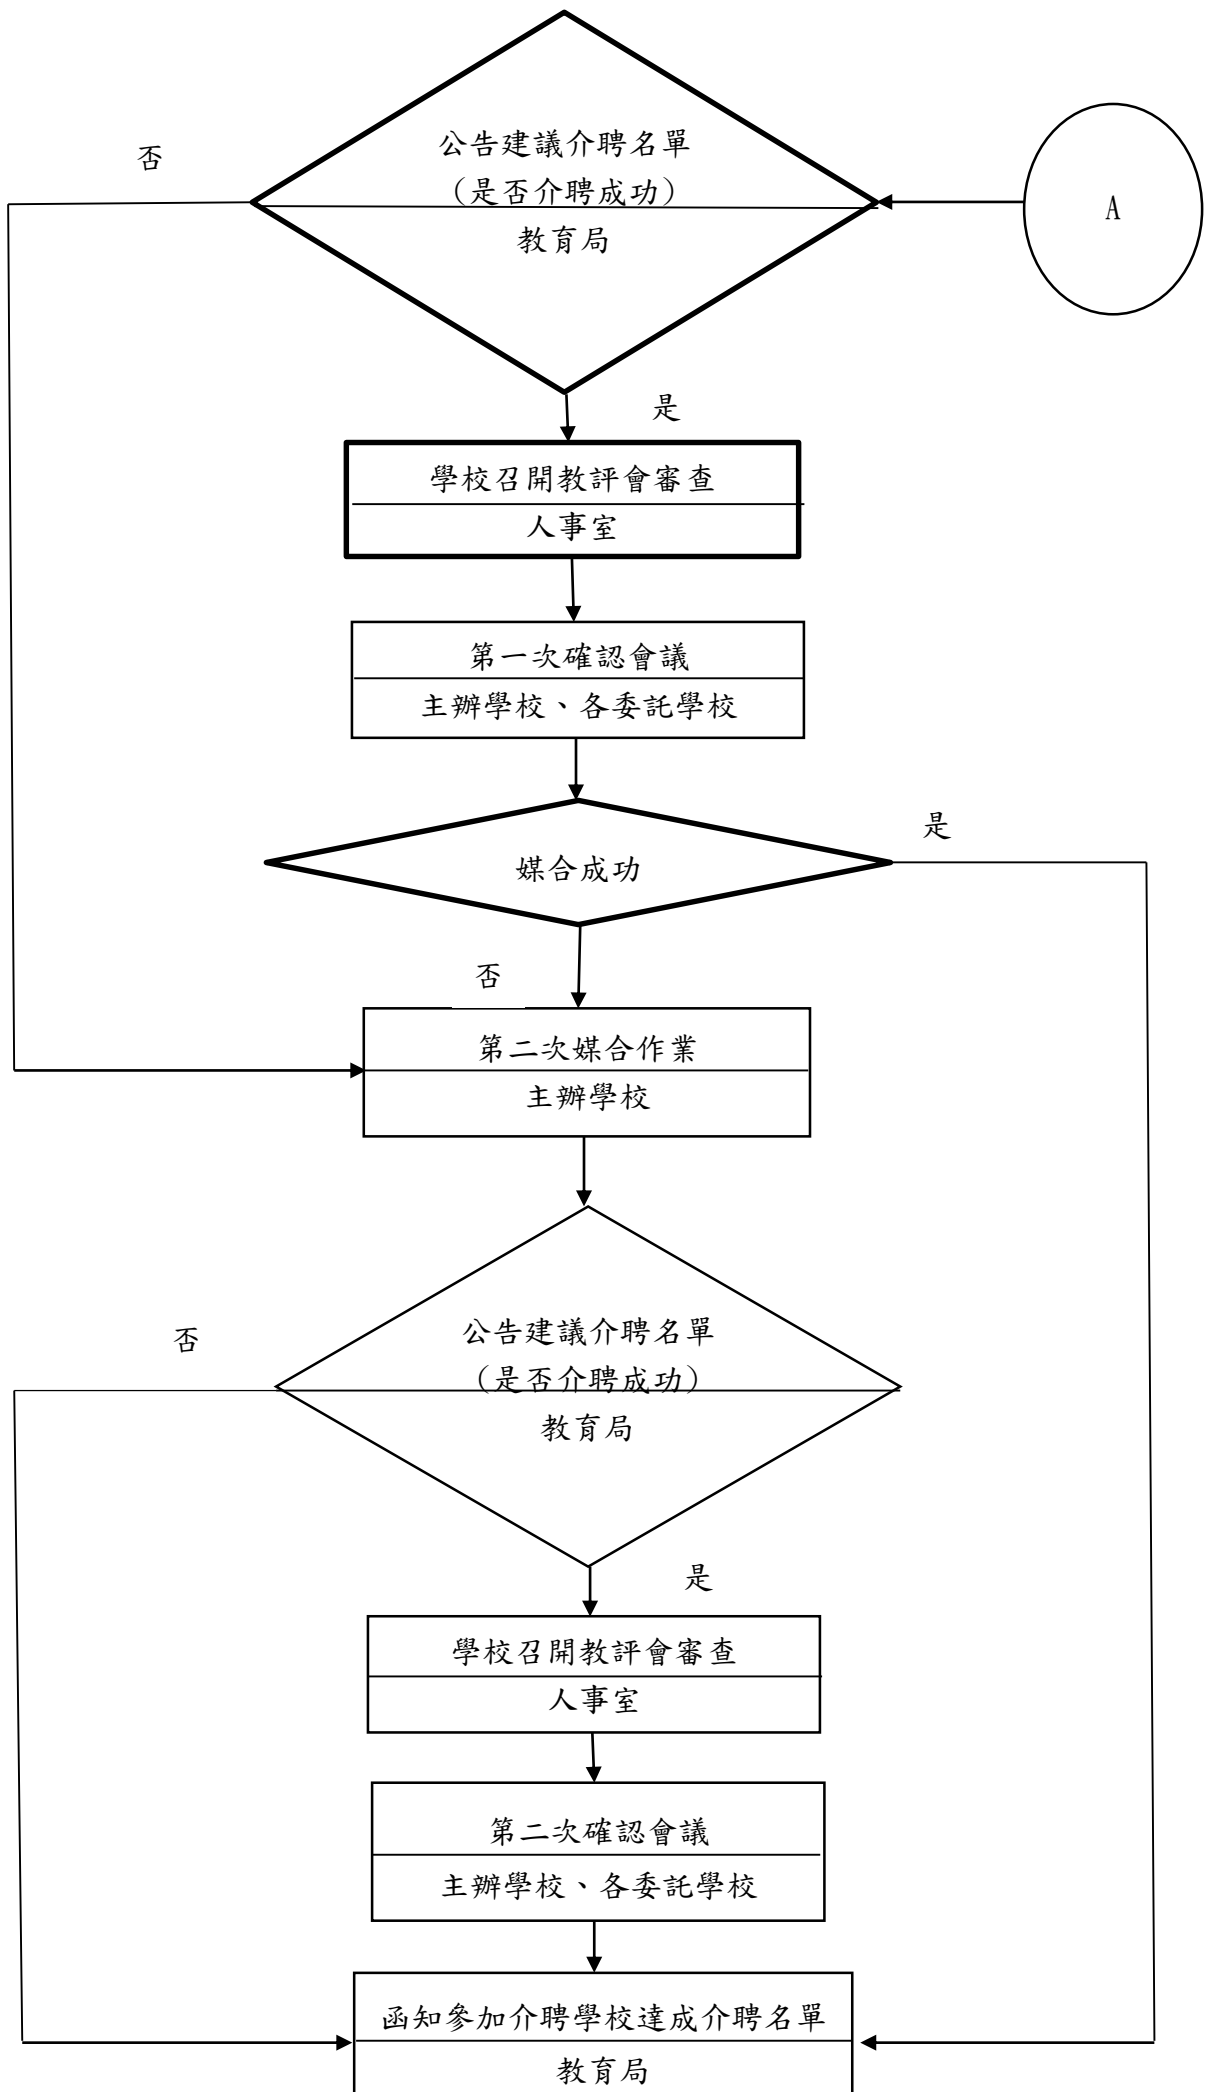 公告建議介聘名單
否
(是否介聘成功)
A
教育局
是
學校召開教評會審查
人事室
第一次確認會議
主辦學校、各委託學校
是
媒合成功
否
第二次媒合作業
主辦學校
公告建議介聘名單
否
(是否介聘成功)
教育局
是
學校召開教評會審查
人事室
第二次確認會議
主辦學校、各委託學校
函知參加介聘學校達成介聘名單
教育局